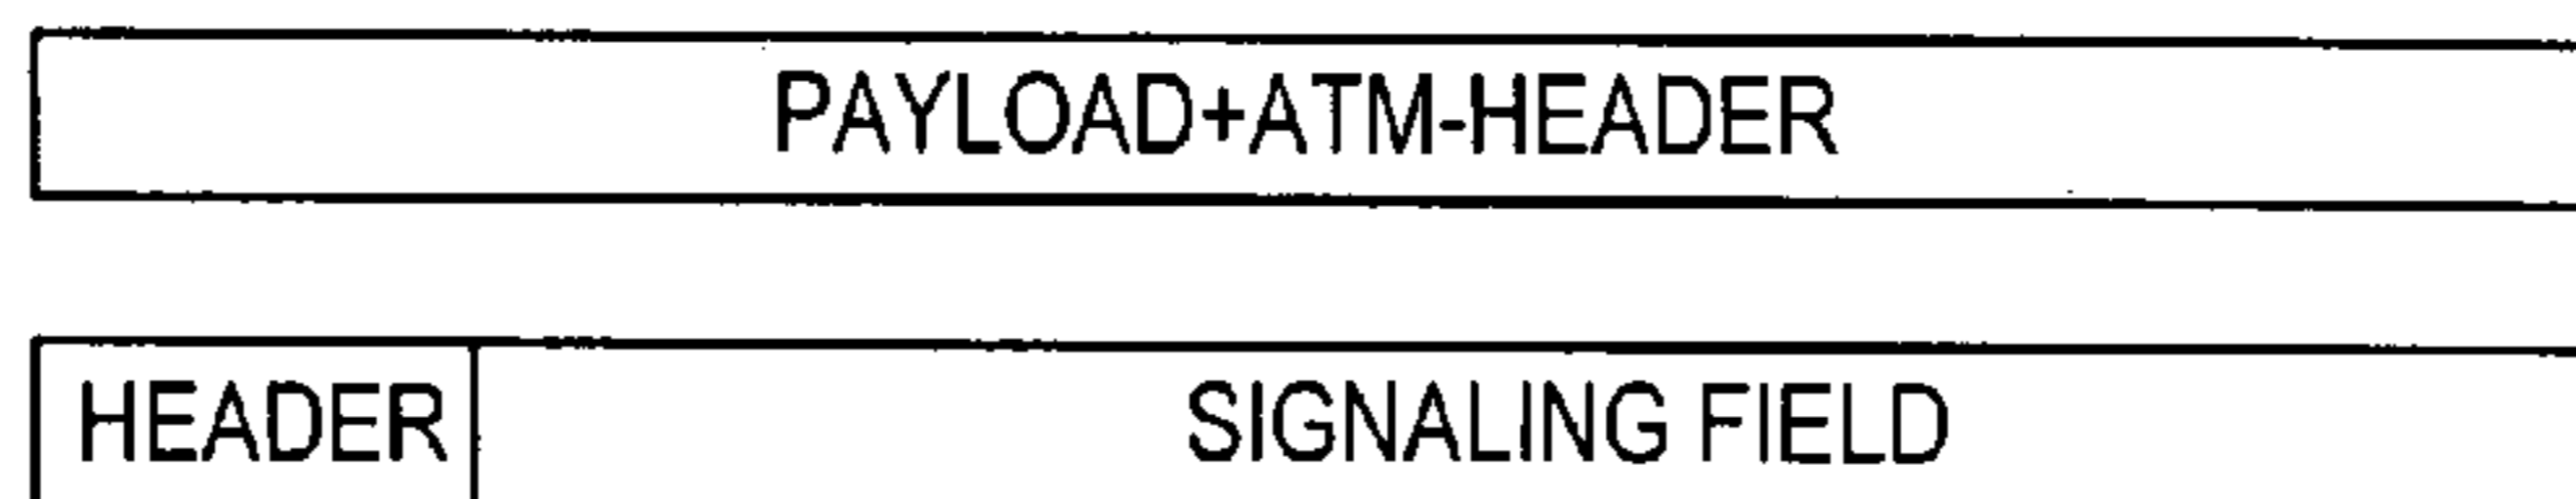 PAYLOAD+ATM-HEADER
HEADER SIGNALING FIELD